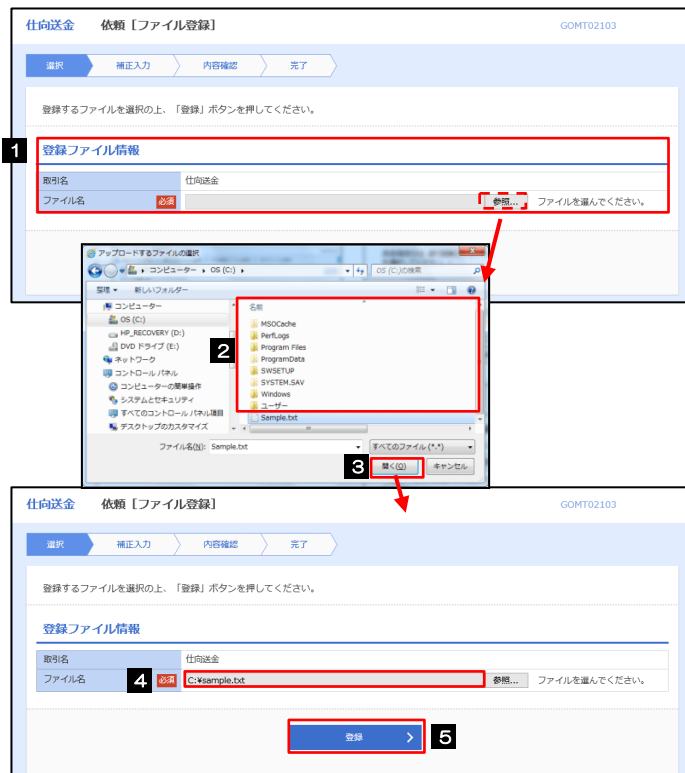 仕向送金 依頼［ファイル登録］ GOMT02103
選択 補正入力 内容確認 完了
登録するファイルを選択の上、「登録」ボタンを押してください。
1
登録ファイル情報
取引名 仕向送金
ファイル名 必須 参照... ファイルを選んでください。
アップロードするファイルの選択
コンピューター OS (C:) OS (C:)の検索
整理 新しいフォルダー
コンピューター
OS (C:)
HP_RECOVERY (D:)
DVD ドライブ (E:)
ネットワーク
コントロール パネル
コンピューターの簡単操作
システムとセキュリティ
すべてのコントロール パネル項目
デスクトップのカスタマイズ
2
名前
MSOCache
PerfLogs
Program Files
ProgramData
SWSETUP
SYSTEM.SAV
Windows
ユーザー
Sample.txt
ファイル名(N): Sample.txt すべてのファイル (*.*)
3 開く(O) キャンセル
仕向送金 依頼［ファイル登録］ GOMT02103
選択 補正入力 内容確認 完了
登録するファイルを選択の上、「登録」ボタンを押してください。
登録ファイル情報
取引名 仕向送金
ファイル名 4 必須 C:¥sample.txt 参照... ファイルを選んでください。
登録 5